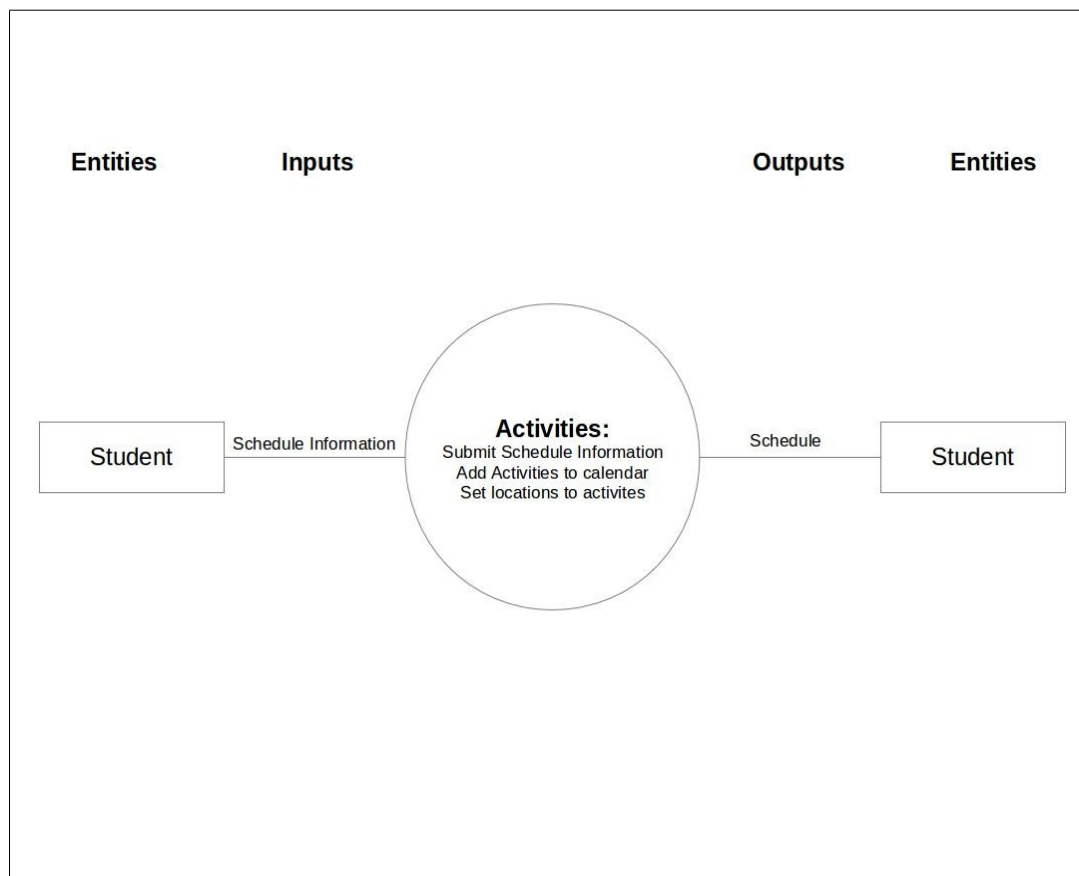 Entities Inputs Outputs Entities
Student
Schedule Information
Activities:
Submit Schedule Information
Add Activities to calendar
Set locations to activites
Schedule
Student